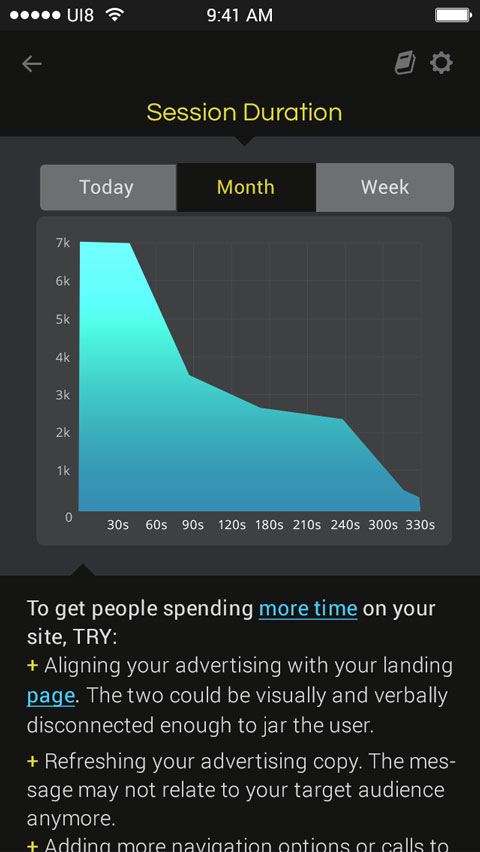 UI8 9:41 AM
Session Duration
Today Month Week
7k
6k
5k
4k
3k
2k
1k
0
30s 60s 90s 120s 180s 210s 240s 300s 330s
To get people spending more time on your
site, TRY:
+ Aligning your advertising with your landing
page. The two could be visually and verbally
disconnected enough to jar the user.
+ Refreshing your advertising copy. The mes-
sage may not relate to your target audience
anymore.
+ Adding more navigation options or calls to